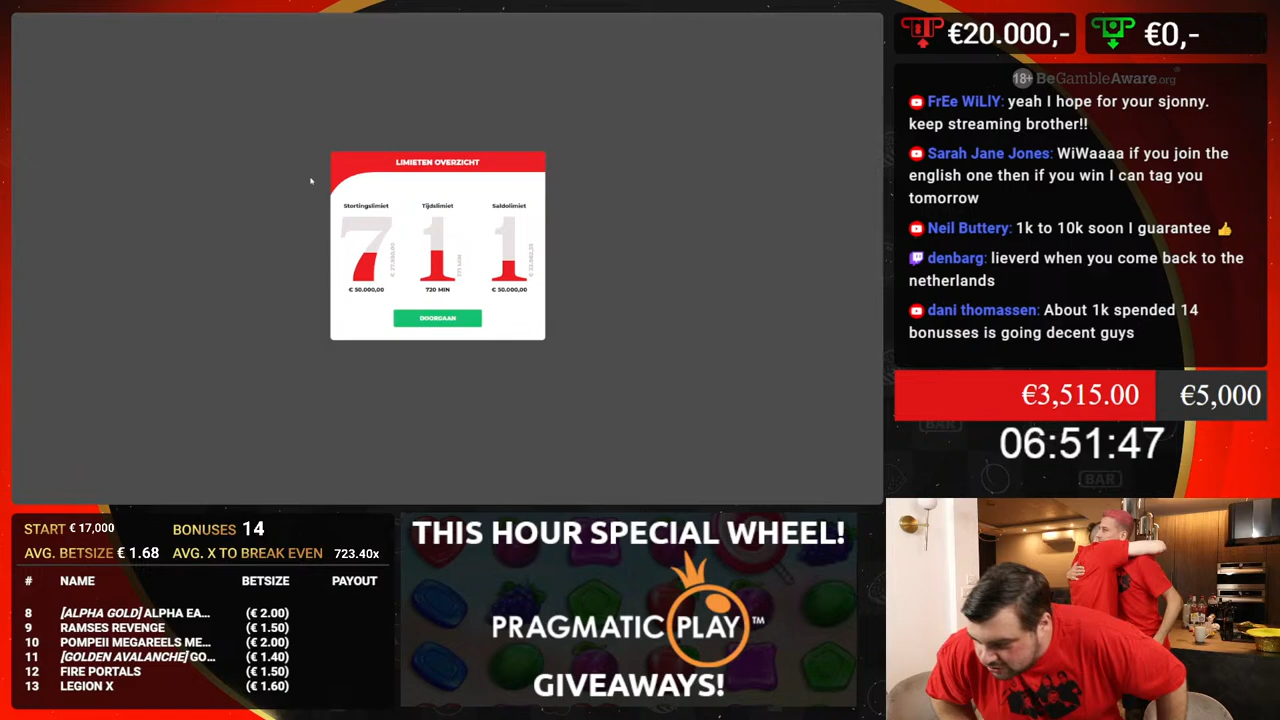 LIMIETEN OVERZICHT
Stortingslimiet Tijdslimiet Saldolimiet
7 1 1
€ 50.000,00 720 MIN € 50.000,00
DOORGAAN
€20.000,- €0,-
18+ BeGambleAware.org
FrEe WiLlY: yeah I hope for your sjonny.
keep streaming brother!!
Sarah Jane Jones: WiWaaaa if you join the
english one then if you win I can tag you
tomorrow
Neil Buttery: 1k to 10k soon I guarantee 👍
denbarg: lieverd when you come back to the
netherlands
dani thomassen: About 1k spended 14
bonusses is going decent guys
€3,515.00 €5,000
06:51:47
BAR
START € 17,000 BONUSES 14
AVG. BETSIZE € 1.68 AVG. X TO BREAK EVEN 723.40x
# NAME BETSIZE PAYOUT
8 [ALPHA GOLD] ALPHA EA... (€ 2.00)
9 RAMSES REVENGE (€ 1.50)
10 POMPEII MEGAREELS ME... (€ 2.00)
11 [GOLDEN AVALANCHE] GO... (€ 1.40)
12 FIRE PORTALS (€ 1.50)
13 LEGION X (€ 1.60)
THIS HOUR SPECIAL WHEEL!
PRAGMATIC PLAY™
GIVEAWAYS!